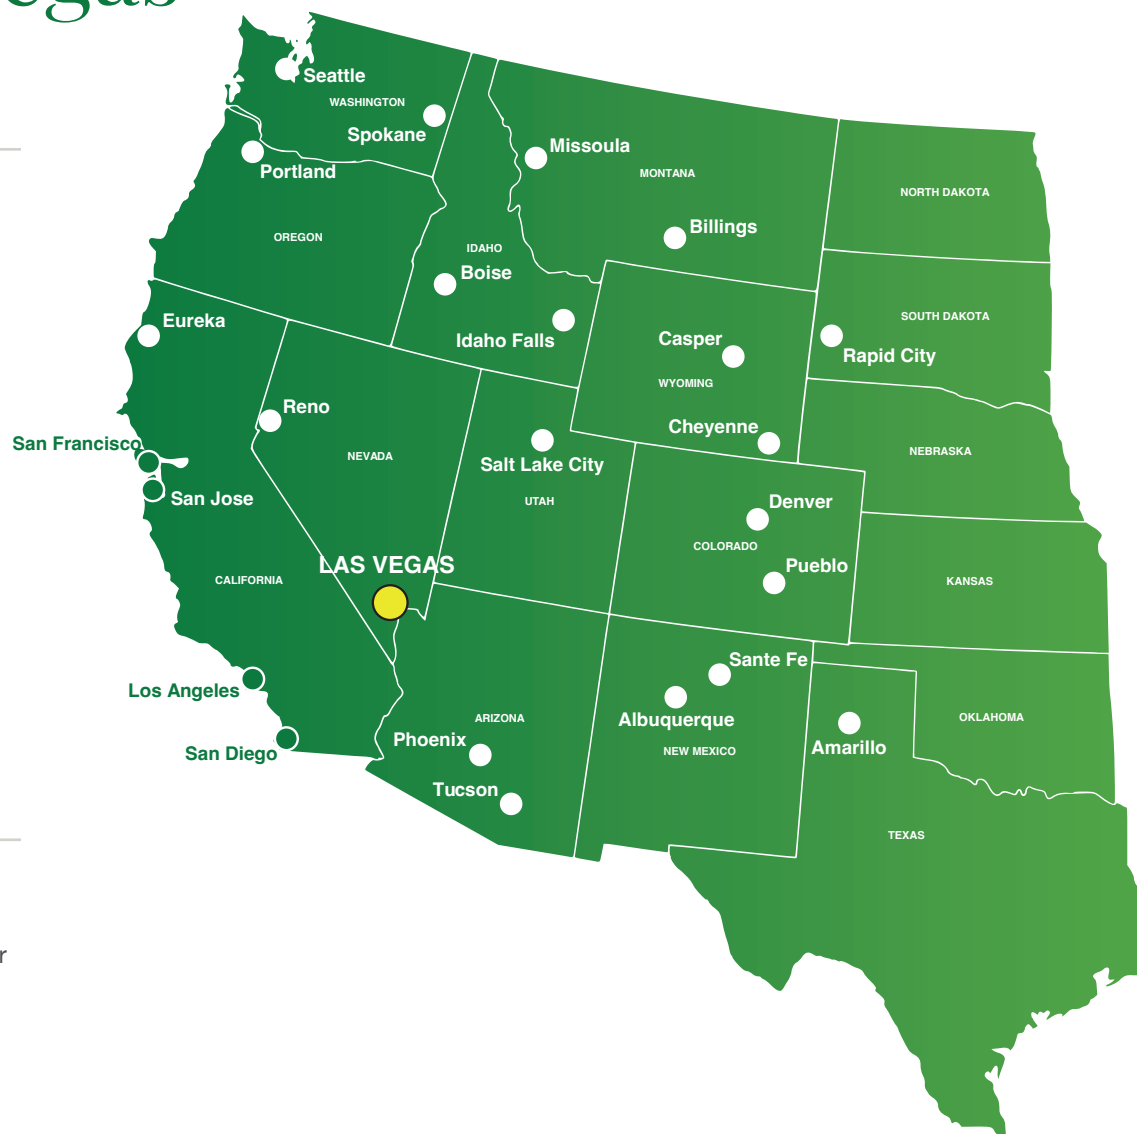 Seattle
WASHINGTON
Spokane
Portland
Missoula
MONTANA
NORTH DAKOTA
Billings
OREGON
IDAHO
Boise
SOUTH DAKOTA
Eureka
Idaho Falls
Casper
Rapid City
WYOMING
Reno
Cheyenne
San Francisco
NEVADA
NEBRASKA
Salt Lake City
San Jose
UTAH
Denver
COLORADO
LAS VEGAS
Pueblo
CALIFORNIA
KANSAS
Sante Fe
Los Angeles
Albuquerque
ARIZONA
OKLAHOMA
Phoenix
San Diego
NEW MEXICO
Amarillo
Tucson
TEXAS
r